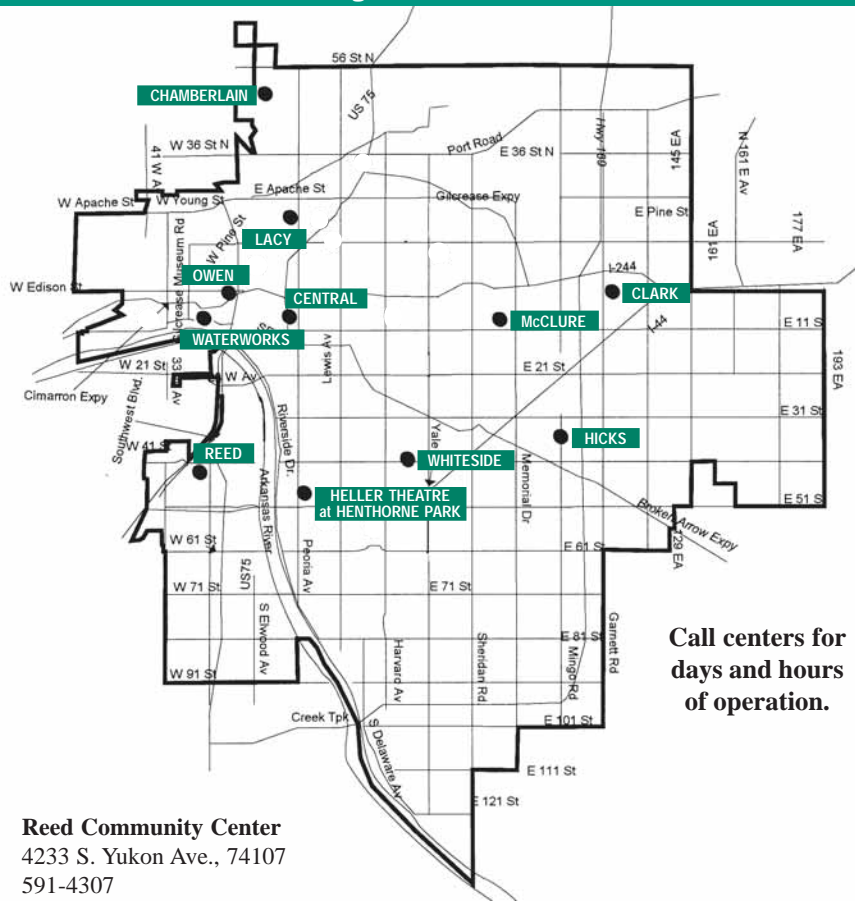 56 St N
CHAMBERLAIN
US 75
Hwy 169
W 36 St N
Port Road
E 36 St N
145 EA
N 161 E Av
41 W A
E Apache St
W Apache St
W Young St
Gilcrease Expy
E Pine St
177 EA
161 EA
W Pine St
LACY
Gilcrease Museum Rd
OWEN
I-244
W Edison St
CENTRAL
CLARK
McCLURE
I-44
E 11 S
WATERWORKS
Lewis Av
W 21 St
E 21 St
193 EA
33
Av
W Av
Cimarron Expy
Southwest Blvd.
Riverside Dr.
E 31 St
Yale
HICKS
W 41 S
REED
WHITESIDE
Memorial Dr
HELLER THEATRE
at HENTHORNE PARK
E 51 S
Arkansas River
Broken Arrow Expy
W 61 St
E 61 S
129 EA
Peoria Av
US75
W 71 St
E 71 St
S Elwood Av
Harvard Av
Sheridan Rd
E 81 St
Mingo Rd
Garnett Rd
W 91 St
Call centers for
days and hours
of operation.
Creek Tpk
S Delaware Av
E 101 St
E 111 St
E 121 St
Reed Community Center
4233 S. Yukon Ave., 74107
591-4307